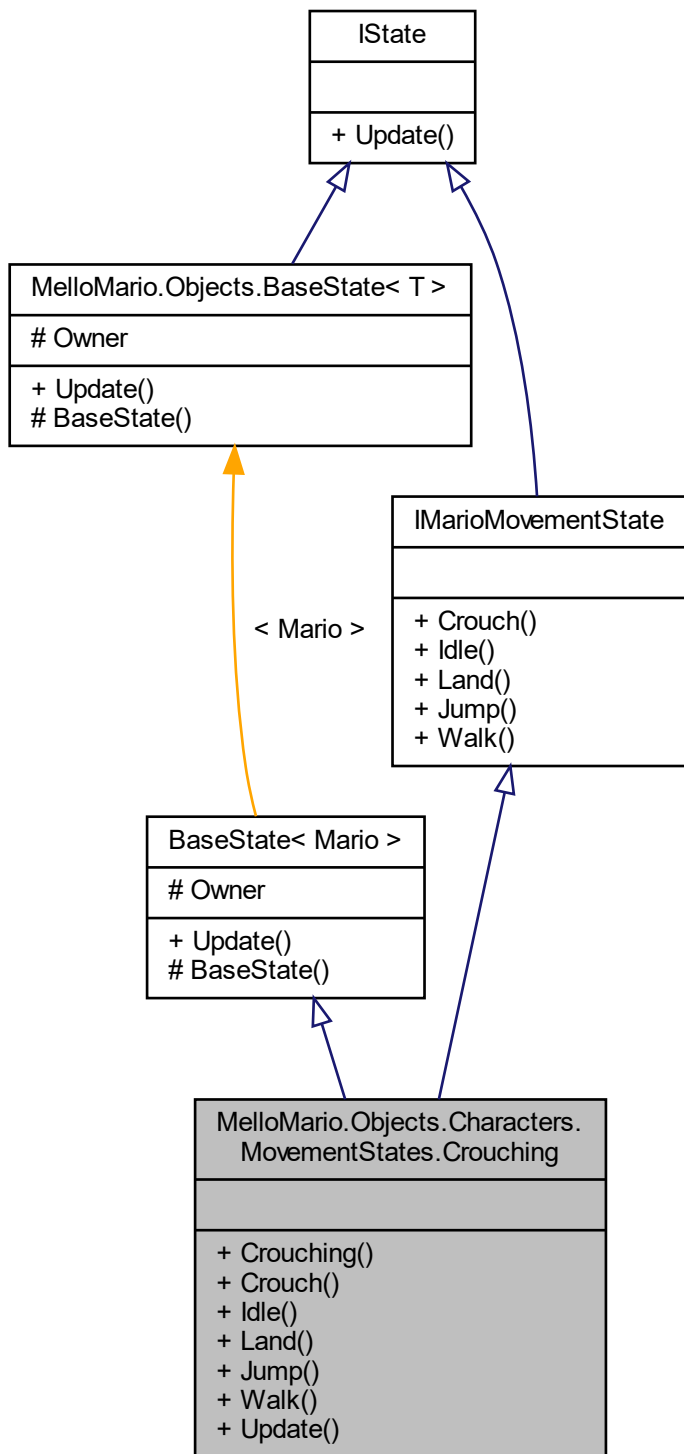 IState
+ Update()
MelloMario.Objects.BaseState< T >
# Owner
+ Update()
# BaseState()
IMarioMovementState
+ Crouch()
+ Idle()
+ Land()
+ Jump()
+ Walk()
< Mario >
BaseState< Mario >
# Owner
+ Update()
# BaseState()
MelloMario.Objects.Characters.
MovementStates.Crouching
+ Crouching()
+ Crouch()
+ Idle()
+ Land()
+ Jump()
+ Walk()
+ Update()